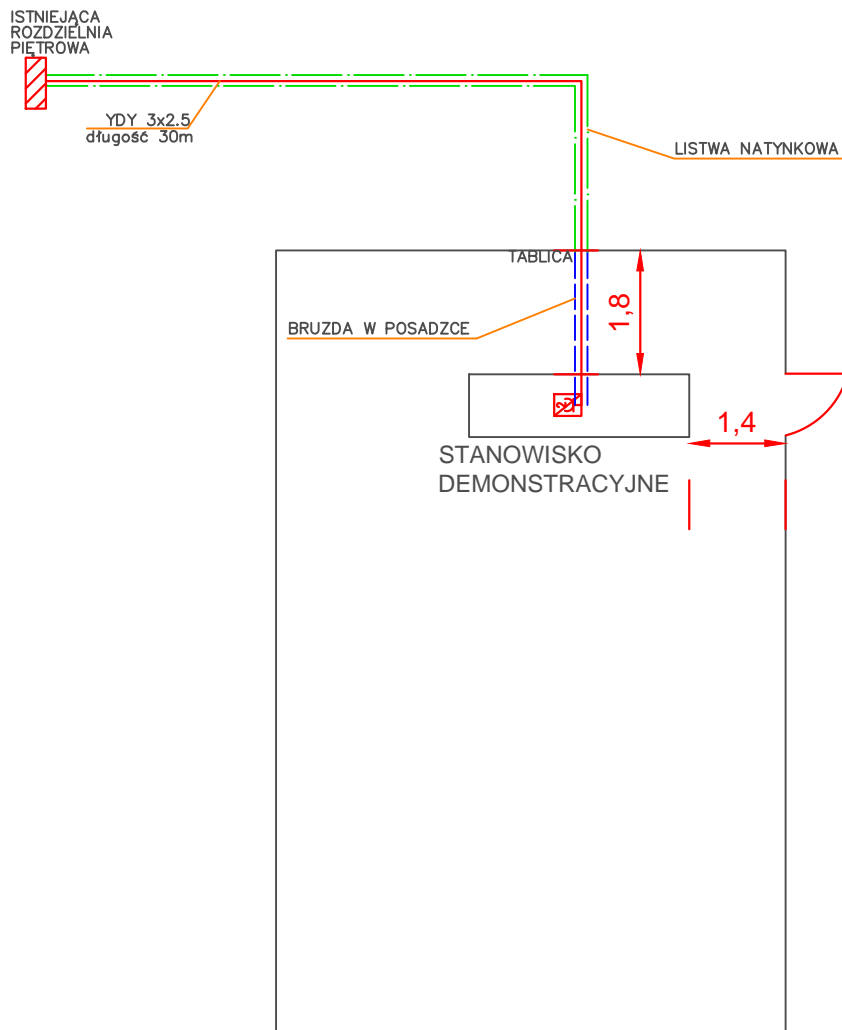 ISTNIEJĄCA
ROZDZIELNIA
PIĘTROWA
YDY 3x2.5
długość 30m
LISTWA NATYNKOWA
TABLICA
1,8
BRUZDA W POSADZCE
1,4
STANOWISKO
DEMONSTRACYJNE